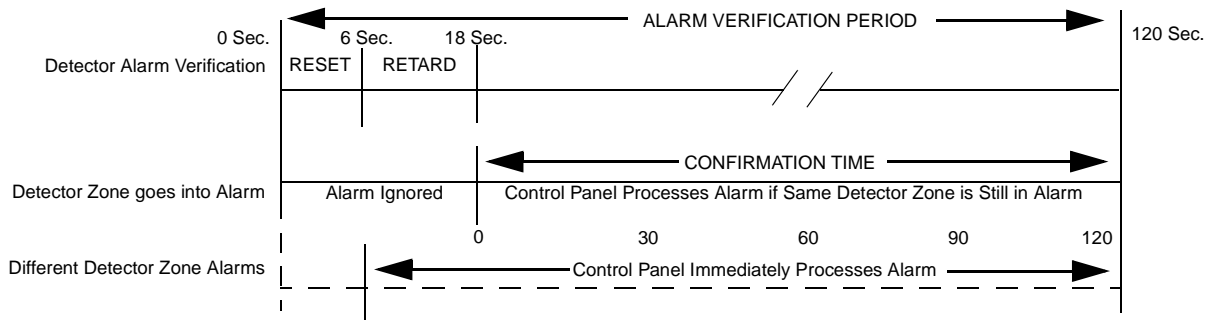 ALARM VERIFICATION PERIOD
0 Sec. 6 Sec. 18 Sec. 120 Sec.
Detector Alarm Verification RESET RETARD
CONFIRMATION TIME
Detector Zone goes into Alarm Alarm Ignored Control Panel Processes Alarm if Same Detector Zone is Still in Alarm
0 30 60 90 120
Different Detector Zone Alarms Control Panel Immediately Processes Alarm